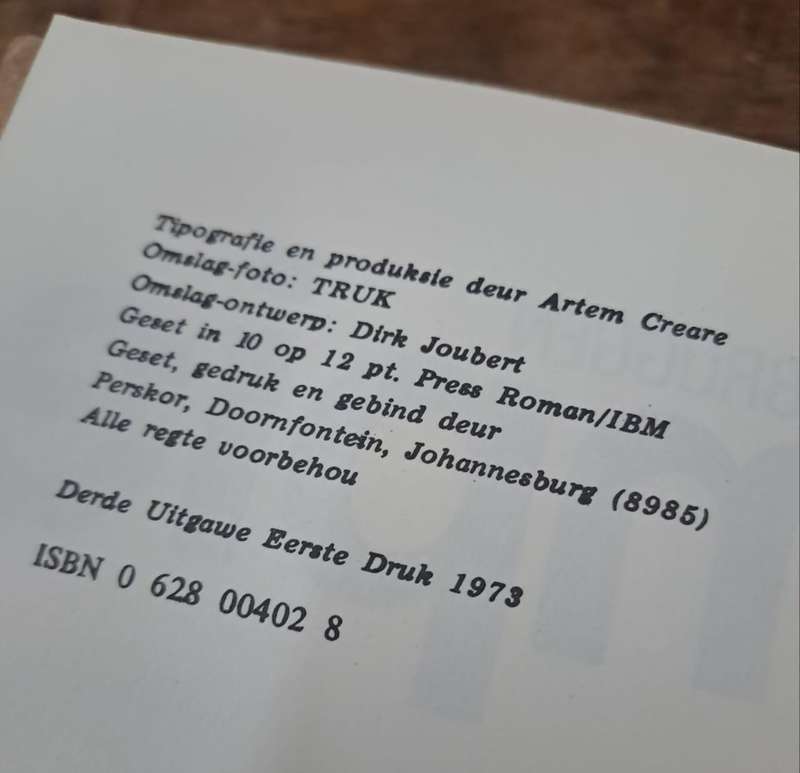 Tipografie en produksie deur Artem Creare
Omslag-foto: TRUK
Omslag-ontwerp: Dirk Joubert
Geset in 10 op 12 pt. Press Roman/IBM
Geset, gedruk en gebind deur
Perskor, Doornfontein, Johannesburg (8985)
Alle regte voorbehou
Derde Uitgawe Eerste Druk 1973
ISBN 0 628 00402 8